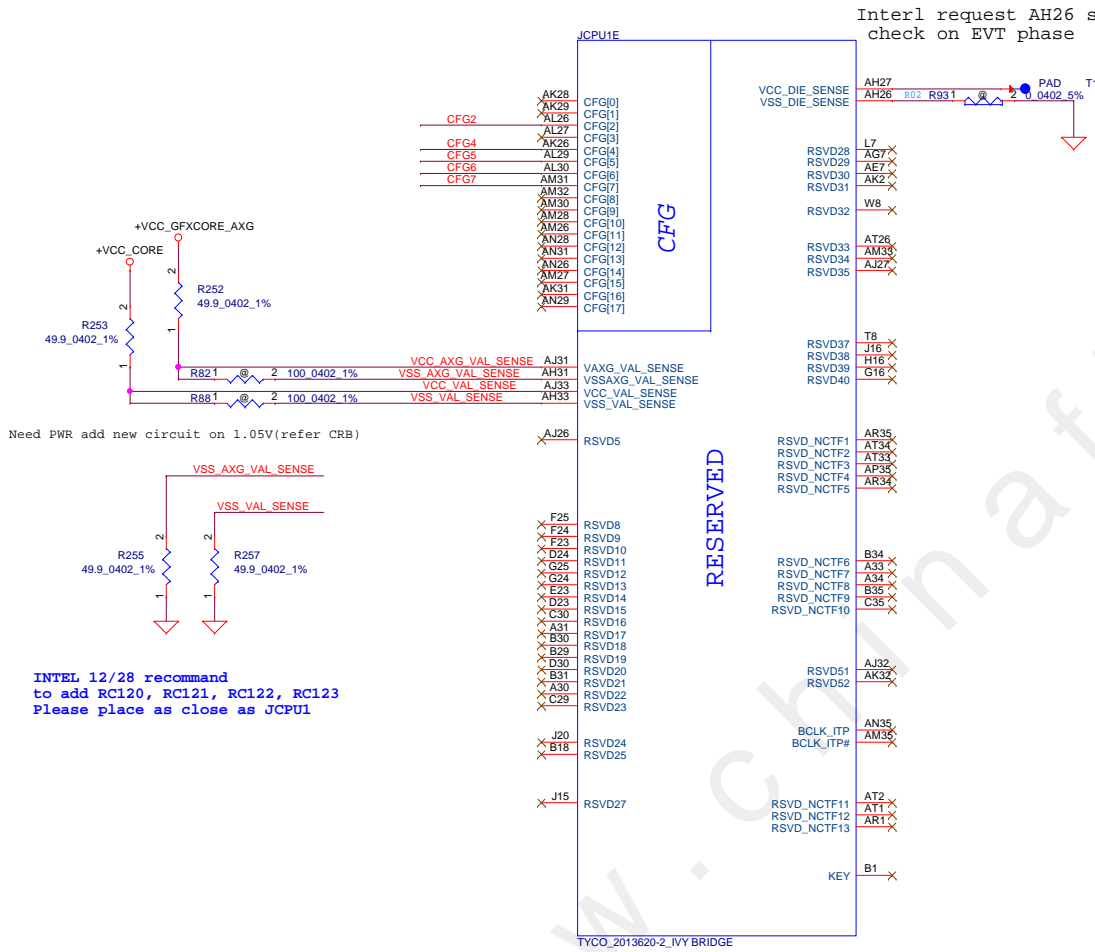 Interl request AH26 s
check on EVT phase
JCPU1E
AK28 CFG[0]
AK29 CFG[1]
CFG2 AL26 CFG[2]
AL27 CFG[3]
CFG4 AK26 CFG[4]
CFG5 AL29 CFG[5]
CFG6 AL30 CFG[6]
CFG7 AM31 CFG[7]
AM32 CFG[8]
AM30 CFG[9]
AM28 CFG[10]
AM26 CFG[11]
AN28 CFG[12]
AN31 CFG[13]
AN26 CFG[14]
AM27 CFG[15]
AK31 CFG[16]
AN29 CFG[17]
CFG
VCC_DIE_SENSE AH27 PAD T1
VSS_DIE_SENSE AH26 R02 R93 1 @ 2 0_0402_5%
RSVD28 L7
RSVD29 AG7
RSVD30 AE7
RSVD31 AK2
RSVD32 W8
RSVD33 AT26
RSVD34 AM33
RSVD35 AJ27
RSVD37 T8
RSVD38 J16
RSVD39 H16
RSVD40 G16
+VCC_GFXCORE_AXG
+VCC_CORE
2 R252 1
49.9_0402_1%
2 R253 1
49.9_0402_1%
VCC_AXG_VAL_SENSE AJ31 VAXG_VAL_SENSE
R82 1 @ 2 100_0402_1% VSS_AXG_VAL_SENSE AH31 VSSAXG_VAL_SENSE
VCC_VAL_SENSE AJ33 VCC_VAL_SENSE
R88 1 @ 2 100_0402_1% VSS_VAL_SENSE AH33 VSS_VAL_SENSE
Need PWR add new circuit on 1.05V(refer CRB)
AJ26 RSVD5
RESERVED
RSVD_NCTF1 AR35
RSVD_NCTF2 AT34
RSVD_NCTF3 AT33
RSVD_NCTF4 AP35
RSVD_NCTF5 AR34
VSS_AXG_VAL_SENSE
VSS_VAL_SENSE
2 R255 1
49.9_0402_1%
2 R257 1
49.9_0402_1%
F25 RSVD8
F24 RSVD9
F23 RSVD10
D24 RSVD11
G25 RSVD12
G24 RSVD13
E23 RSVD14
D23 RSVD15
C30 RSVD16
A31 RSVD17
B30 RSVD18
B29 RSVD19
D30 RSVD20
B31 RSVD21
A30 RSVD22
C29 RSVD23
J20 RSVD24
B18 RSVD25
J15 RSVD27
RSVD_NCTF6 B34
RSVD_NCTF7 A33
RSVD_NCTF8 A34
RSVD_NCTF9 B35
RSVD_NCTF10 C35
RSVD51 AJ32
RSVD52 AK32
BCLK_ITP AN35
BCLK_ITP# AM35
RSVD_NCTF11 AT2
RSVD_NCTF12 AT1
RSVD_NCTF13 AR1
KEY B1
INTEL 12/28 recommand
to add RC120, RC121, RC122, RC123
Please place as close as JCPU1
TYCO_2013620-2_IVY BRIDGE
w.chinaf